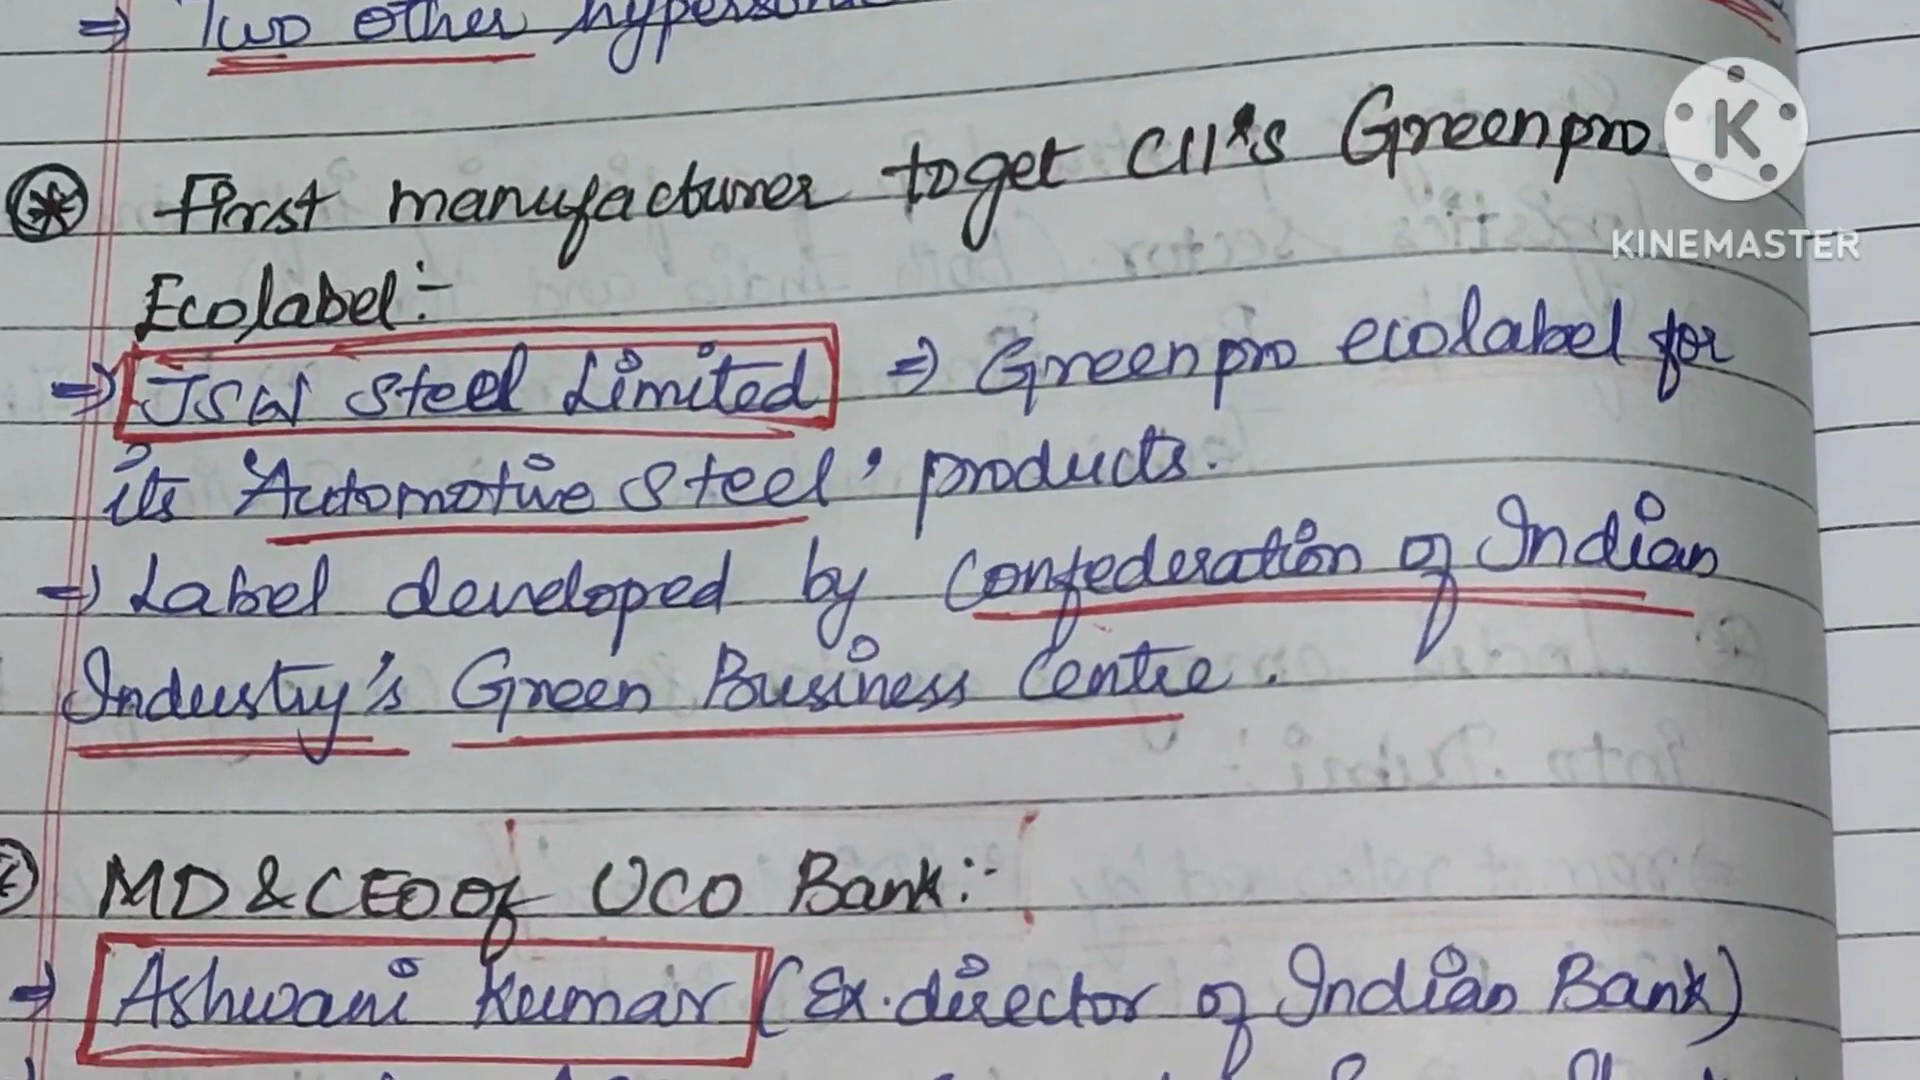 ⇒ Two other hypersonic
⊛ First manufacturer to get CII's Greenpro
KINEMASTER
Ecolabel:-
⇒ JSW Steel Limited ⇒ Greenpro ecolabel for
its 'Automotive Steel' products.
⇒ Label developed by Confederation of Indian
Industry's Green Business Centre.
MD & CEO of UCO Bank:-
⇒ Ashwani Kumar (Ex. director of Indian Bank)